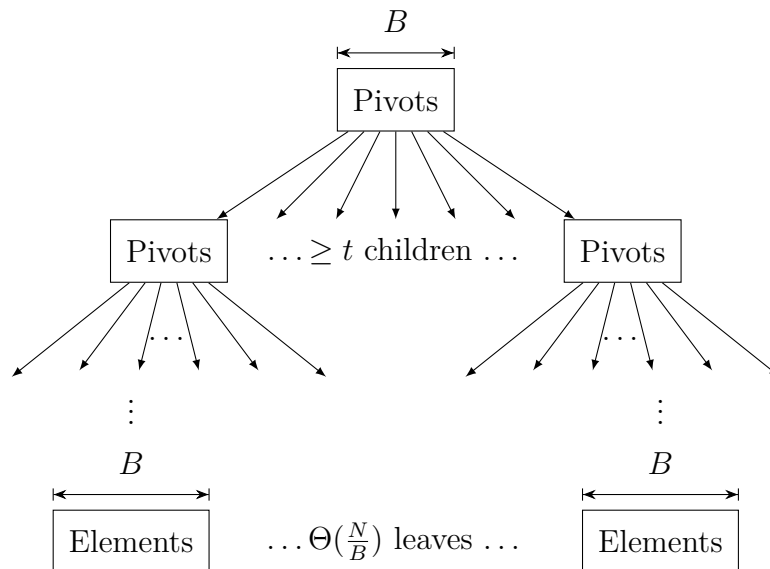 B
Pivots
Pivots
… ≥ t children …
Pivots
…
…
⋮
⋮
B
B
Elements
… Θ(N/B) leaves …
Elements